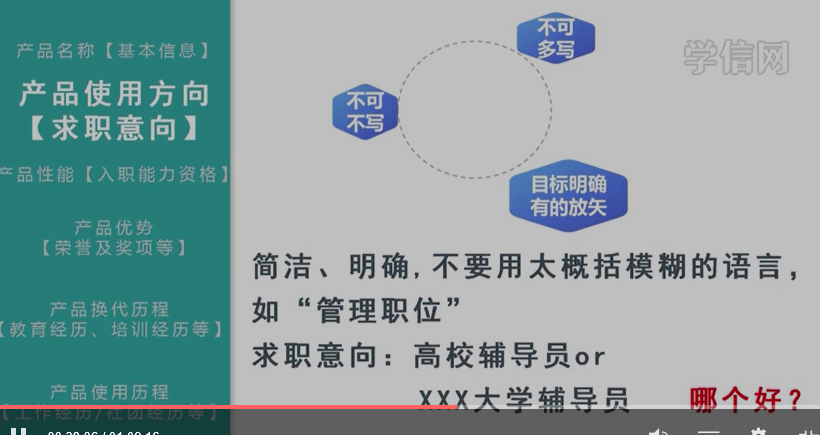 产品名称【基本信息】
产品使用方向
【求职意向】
产品性能【入职能力资格】
产品优势
【荣誉及奖项等】
产品换代历程
【教育经历、培训经历等】
产品使用历程
【工作经历/社团经历等】
不可
多写
不可
不写
目标明确
有的放矢
学信网
简洁、明确,不要用太概括模糊的语言，
如“管理职位”
求职意向：高校辅导员or
XXX大学辅导员 哪个好？